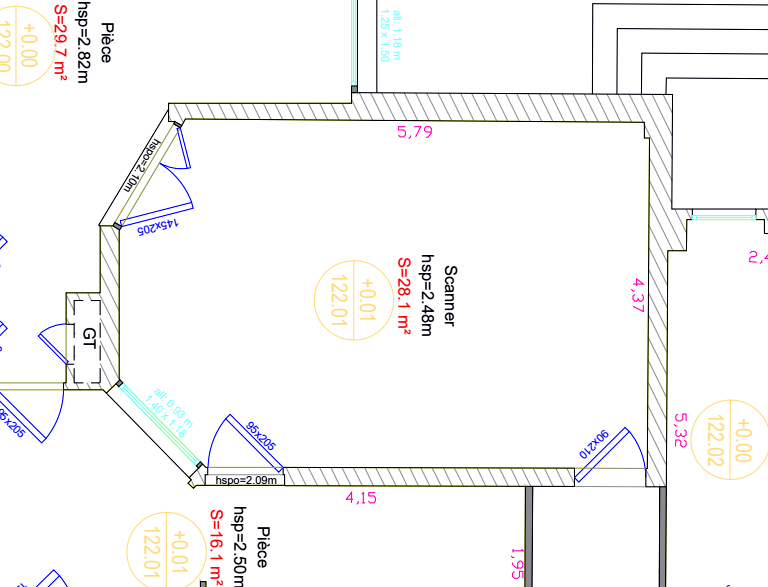 Pièce
hsp=2.82m
S=29.7 m²
+0.00
122.00
all: 1.18 m
1.25 x 1.50
5,79
hspo=2.10m
145x205
Scanner
hsp=2.48m
S=28.1 m²
+0.01
122.01
4,37
2,4
GT
95x205
all: 0.93 m
1.40 x 1.18
95x205
90x210
hspo=2.09m
4,15
5,32
+0.00
122.02
Pièce
hsp=2.50m
S=16.1 m²
+0.01
122.01
1,95